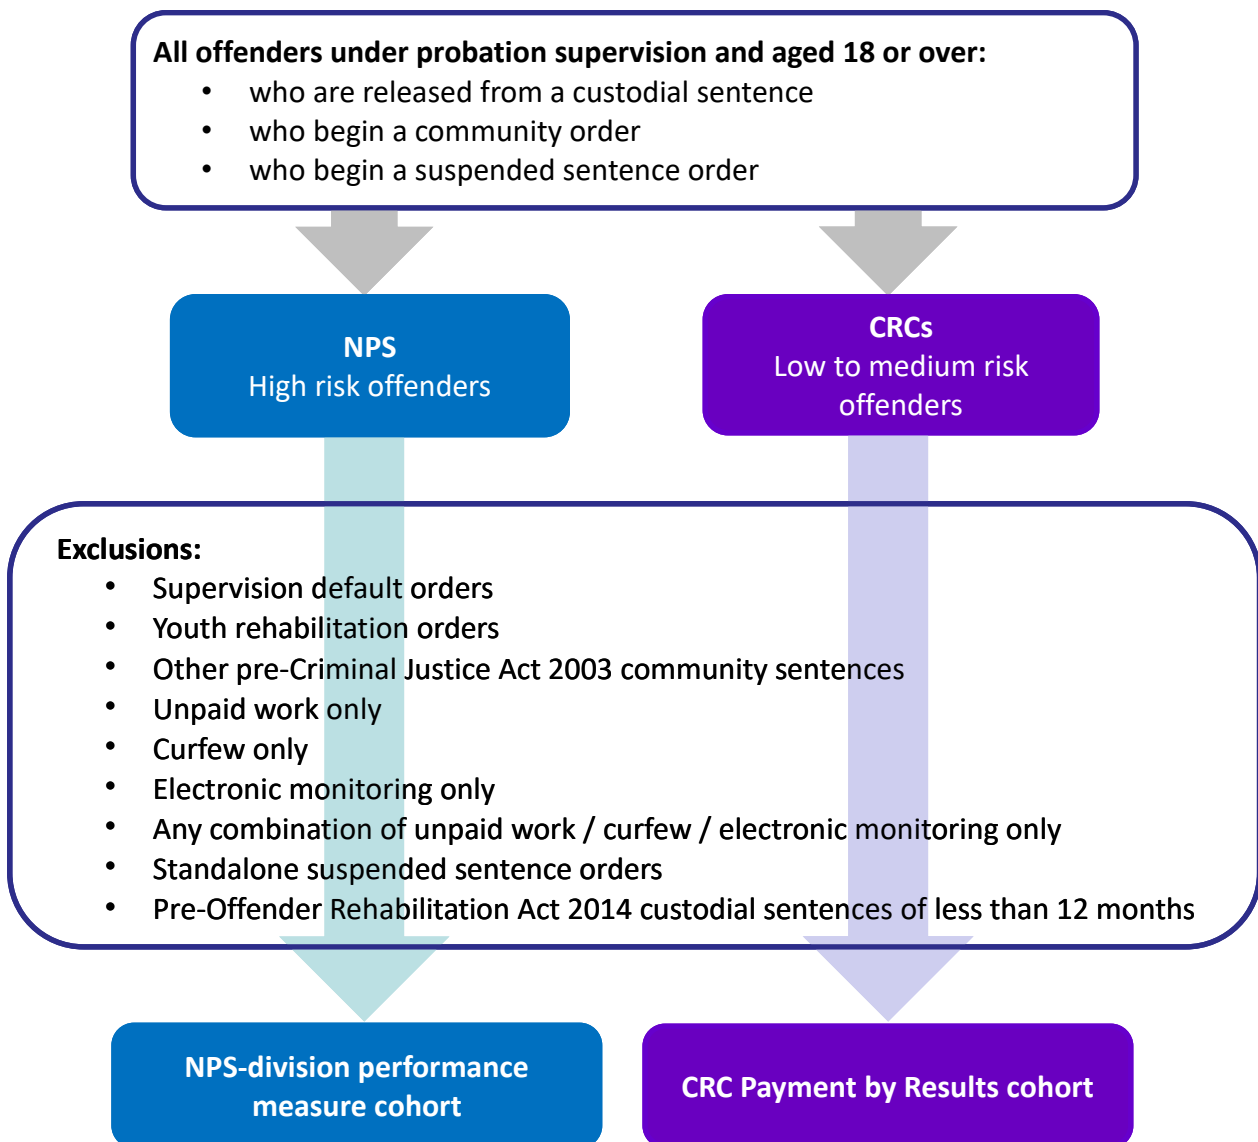 All offenders under probation supervision and aged 18 or over:
• who are released from a custodial sentence
• who begin a community order
• who begin a suspended sentence order
NPS
High risk offenders
CRCs
Low to medium risk
offenders
Exclusions:
• Supervision default orders
• Youth rehabilitation orders
• Other pre-Criminal Justice Act 2003 community sentences
• Unpaid work only
• Curfew only
• Electronic monitoring only
• Any combination of unpaid work / curfew / electronic monitoring only
• Standalone suspended sentence orders
• Pre-Offender Rehabilitation Act 2014 custodial sentences of less than 12 months
NPS-division performance
measure cohort
CRC Payment by Results cohort